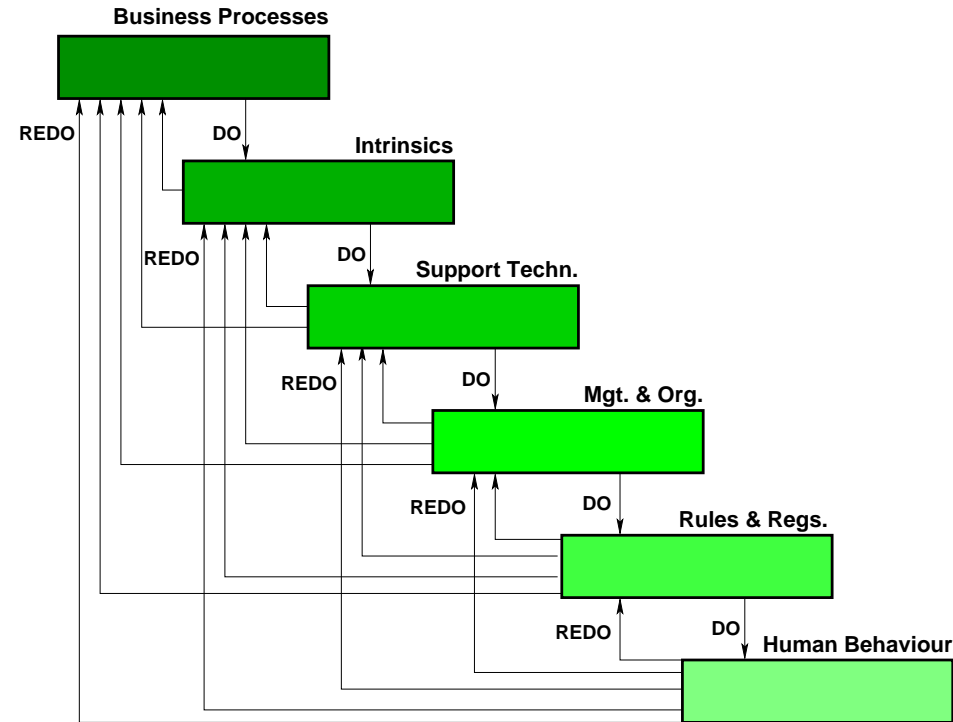 Business Processes
REDO
DO
Intrinsics
REDO
DO
Support Techn.
REDO
DO
Mgt. & Org.
REDO
DO
Rules & Regs.
REDO
DO
Human Behaviour